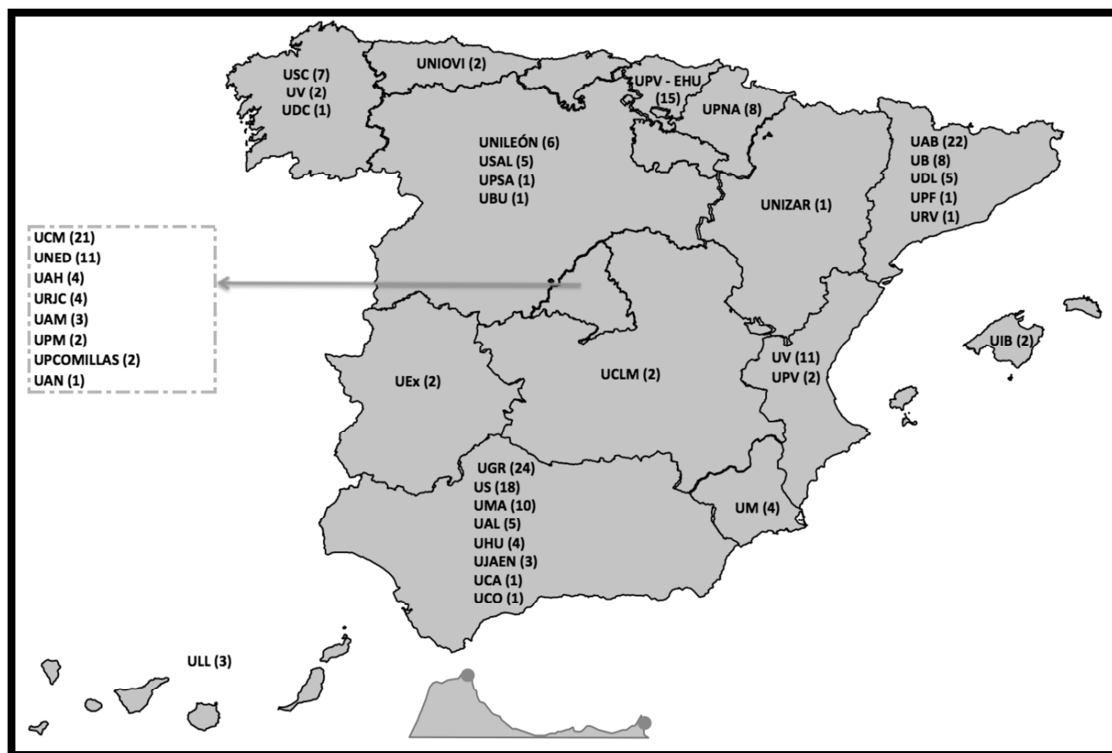 USC (7)
UV (2)
UDC (1)
UNIOVI (2)
UPV - EHU
(15)
UPNA (8)
UNILEÓN (6)
USAL (5)
UPSA (1)
UBU (1)
UNIZAR (1)
UAB (22)
UB (8)
UDL (5)
UPF (1)
URV (1)
UCM (21)
UNED (11)
UAH (4)
URJC (4)
UAM (3)
UPM (2)
UPCOMILLAS (2)
UAN (1)
UEx (2)
UCLM (2)
UV (11)
UPV (2)
UIB (2)
UGR (24)
US (18)
UMA (10)
UAL (5)
UHU (4)
UJAEN (3)
UCA (1)
UCO (1)
UM (4)
ULL (3)